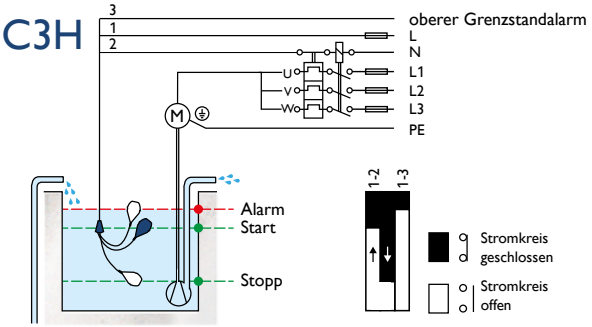 C3H
3
oberer Grenzstandalarm
1
L
2
N
U
L1
V
L2
W
L3
M
PE
1-2
1-3
Alarm
Start
Stopp
Stromkreis
geschlossen
Stromkreis
offen